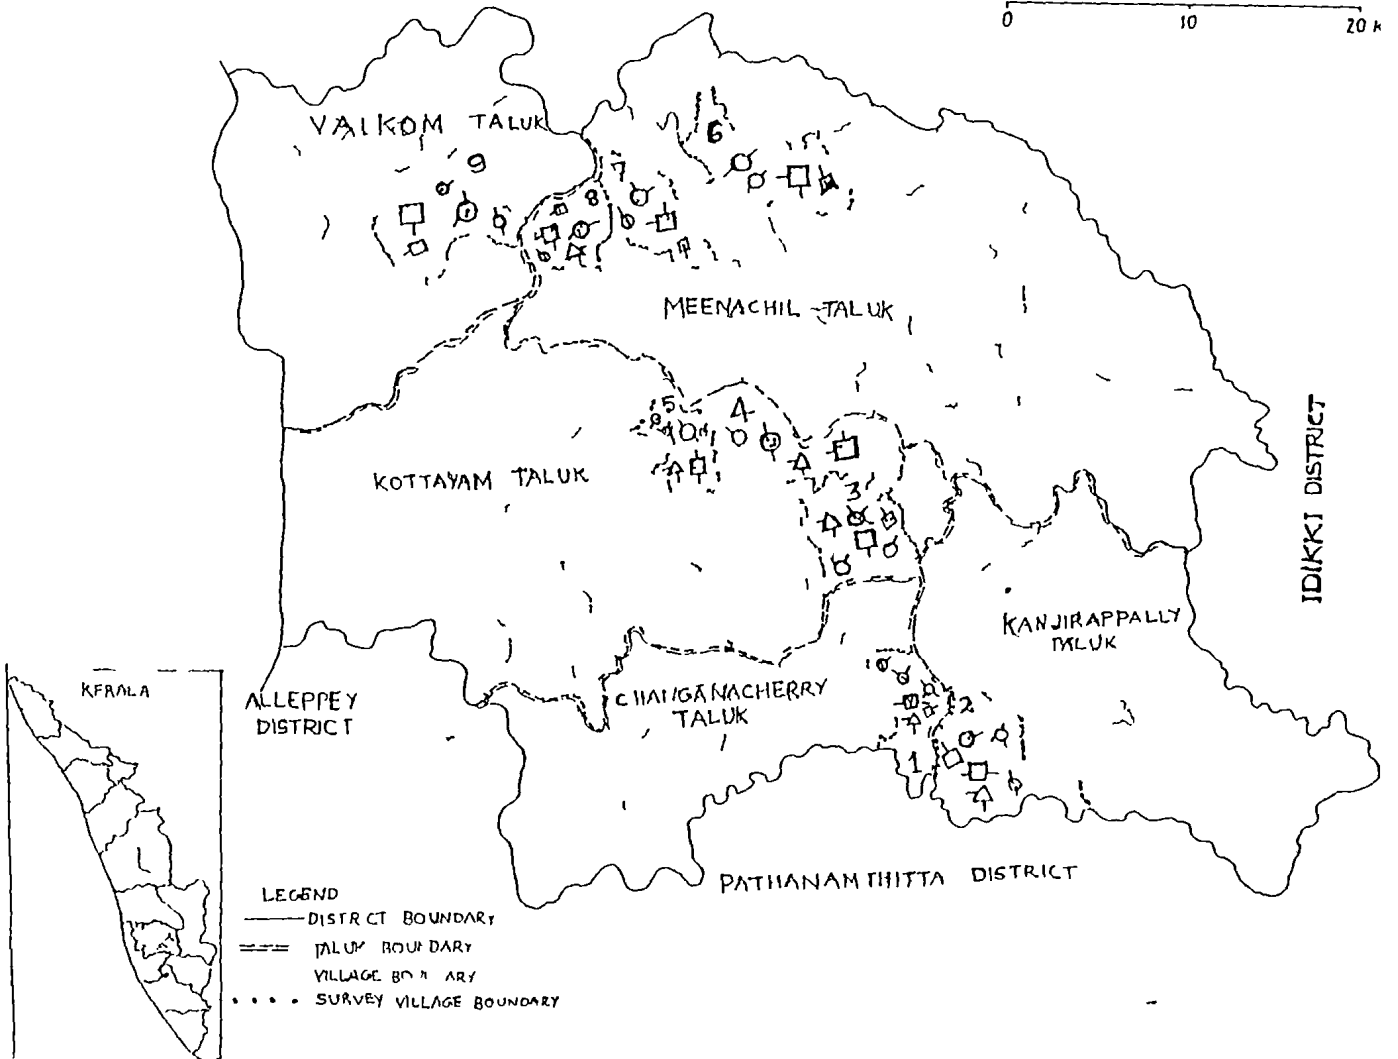 0 10 20 K
VAIKOM TALUK
6
9
7
8
MEENACHIL TALUK
5
4
KOTTAYAM TALUK
3
IDIKKI DISTRICT
KANJIRAPPALLY
TALUK
KERALA
ALLEPPEY
DISTRICT
CHANGANACHERRY
TALUK
2
1
PATHANAMTHITTA DISTRICT
LEGEND
DISTRICT BOUNDARY
TALUK BOUNDARY
VILLAGE
SURVEY VILLAGE BOUNDARY